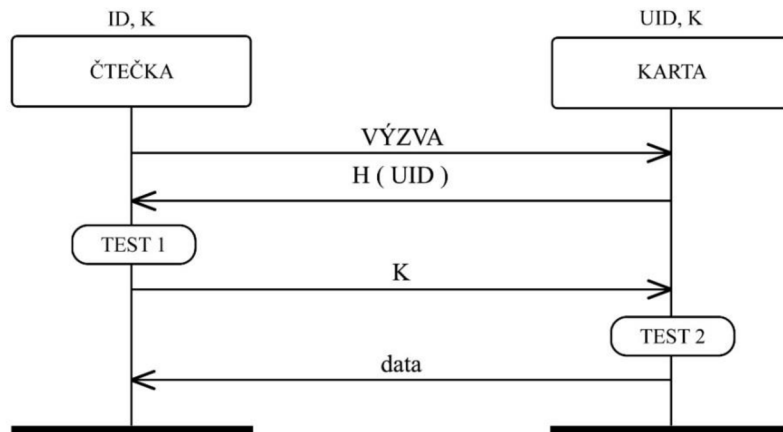 ID, K
UID, K
ČTEČKA
KARTA
VÝZVA
H ( UID )
TEST 1
K
TEST 2
data